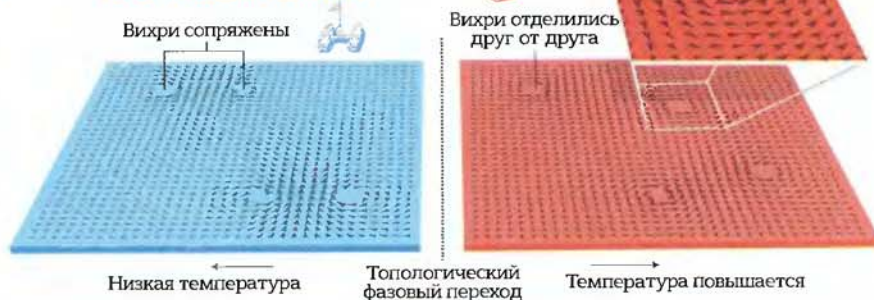 Вихри сопряжены
Вихри отделились
друг от друга
Низкая температура
Топологический
фазовый переход
Температура повышается